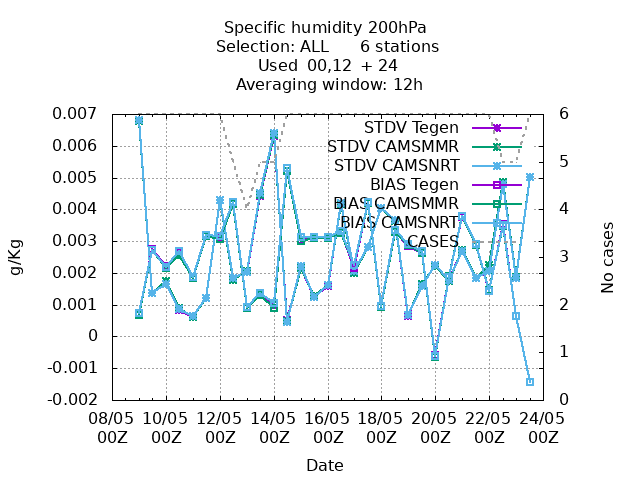 Specific humidity 200hPa
Selection: ALL      6 stations
Used  00,12  + 24
Averaging window: 12h
0.007
0.006
0.005
0.004
0.003
0.002
0.001
0
-0.001
-0.002
g/Kg
STDV Tegen
STDV CAMSMMR
STDV CAMSNRT
BIAS Tegen
BIAS CAMSMMR
BIAS CAMSNRT
CASES
6
5
4
3
2
1
0
No cases
08/05 10/05 12/05 14/05 16/05 18/05 20/05 22/05 24/05
00Z 00Z 00Z 00Z 00Z 00Z 00Z 00Z 00Z
Date